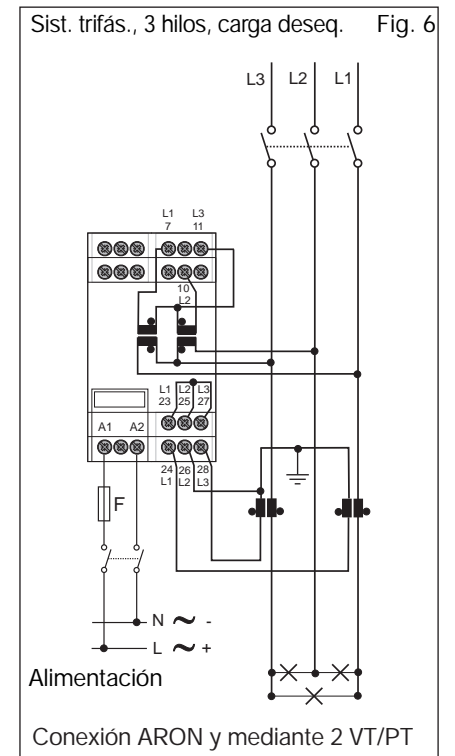 Sist. trifás., 3 hilos, carga deseq. Fig. 6
L3 L2 L1
L1 L3
7 11
10
L2
L1 L2 L3
23 25 27
A1 A2
24 26 28
L1 L2 L3
F
N ~ -
L ~ +
Alimentación
Conexión ARON y mediante 2 VT/PT